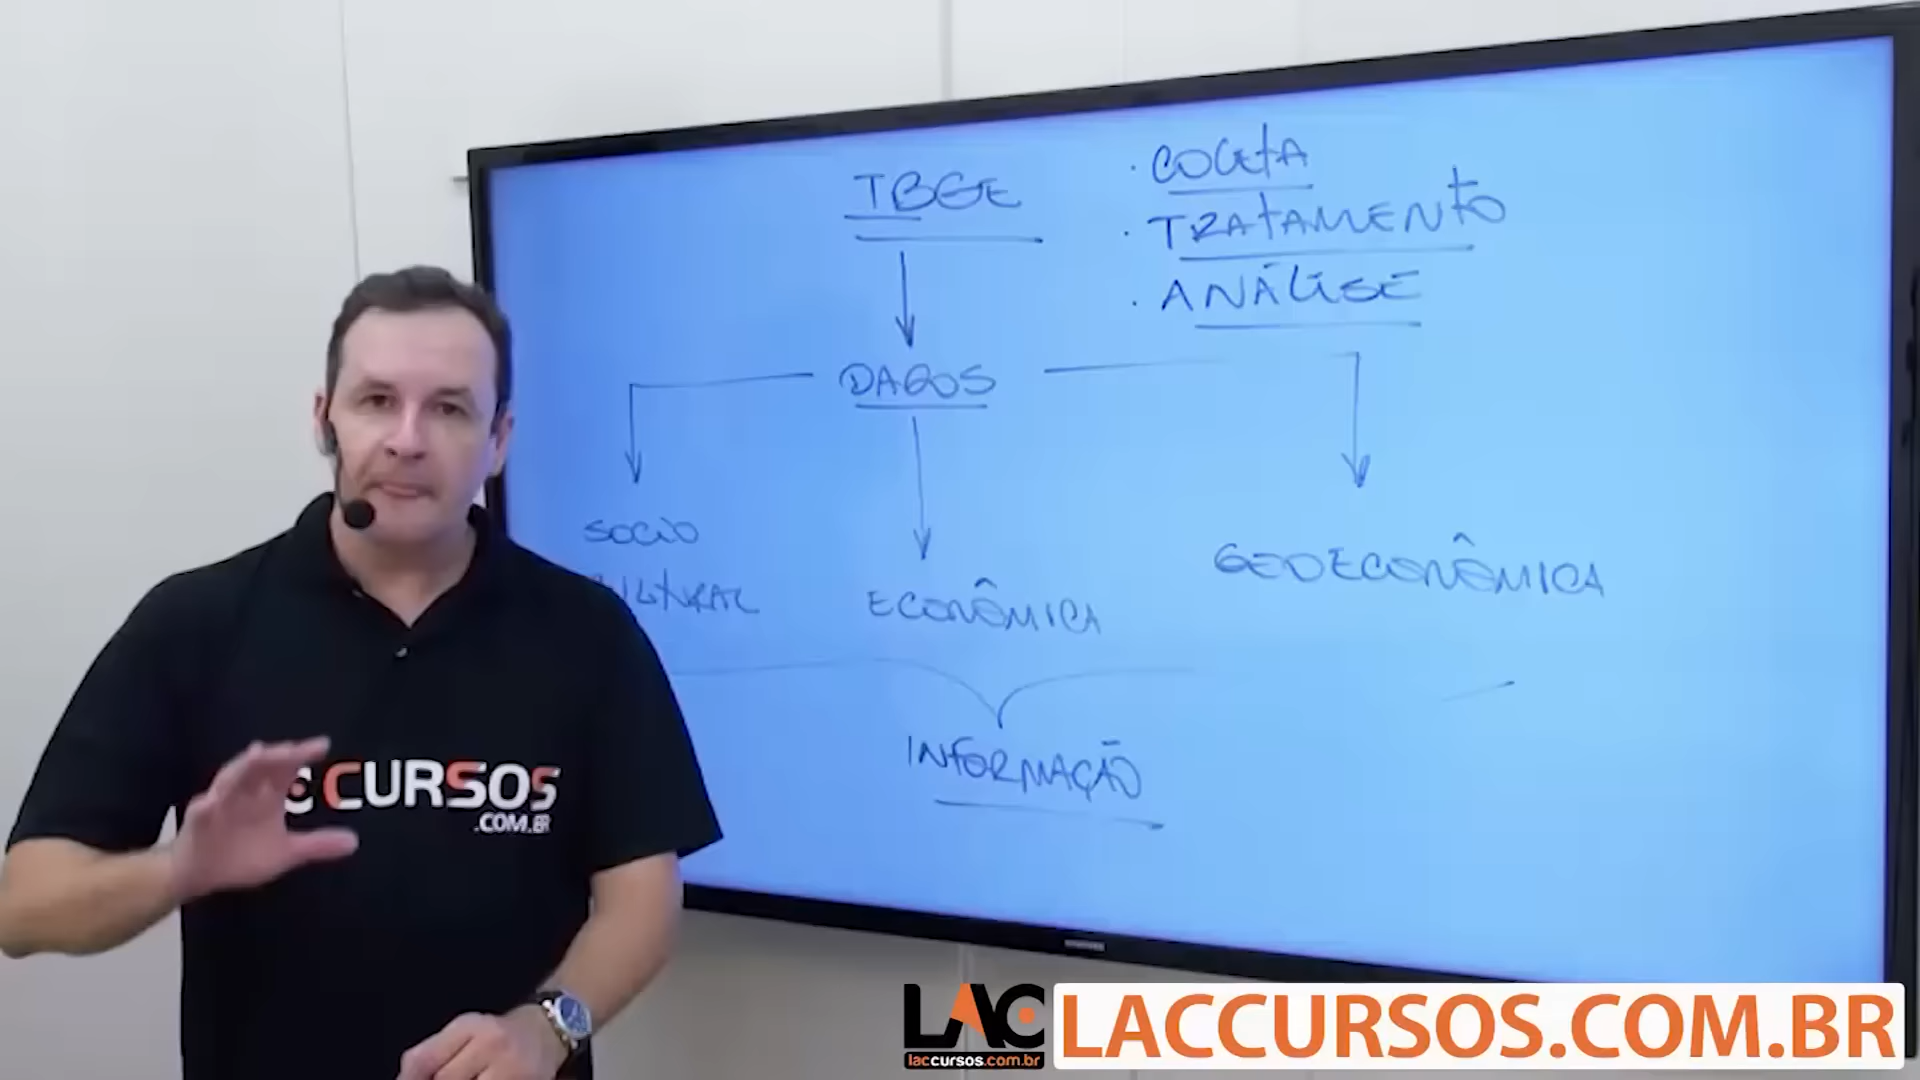 IBGE
. COLETA
. TRATAMENTO
. ANÁLISE
DADOS
SOCIO
CULTURAL
ECONÔMICA
GEOECONÔMICA
INFORMAÇÃO
C CURSOS
.COM.BR
LAC
laccursos.com.br
LACCURSOS.COM.BR